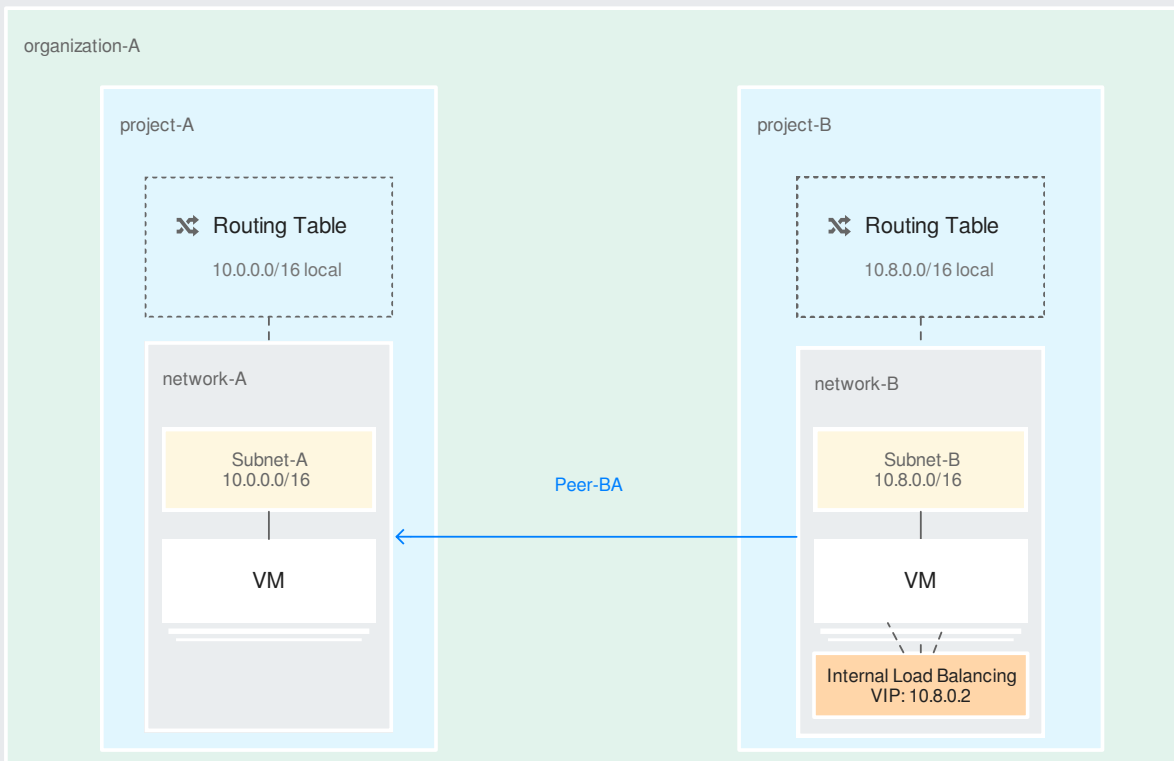 organization-A
project-A
Routing Table
10.0.0.0/16 local
network-A
Subnet-A
10.0.0.0/16
VM
Peer-BA
project-B
Routing Table
10.8.0.0/16 local
network-B
Subnet-B
10.8.0.0/16
VM
Internal Load Balancing
VIP: 10.8.0.2